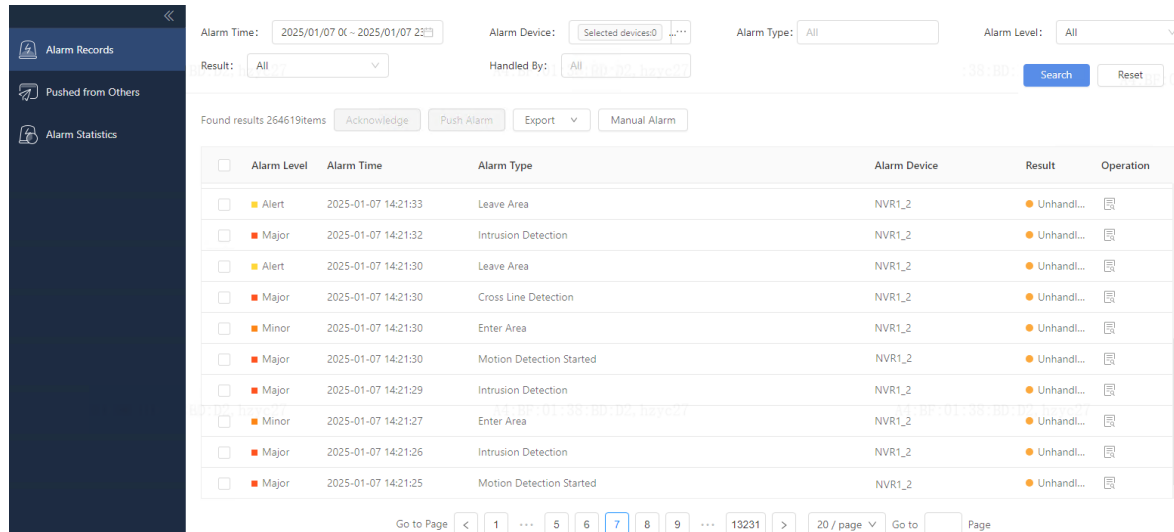 Alarm Records
Pushed from Others
Alarm Statistics
Alarm Time: 2025/01/07 0( ~ 2025/01/07 23 Alarm Device: Selected devices:0 ... Alarm Type: All Alarm Level: All
Result: All Handled By: All Search Reset
Found results 264619items Acknowledge Push Alarm Export Manual Alarm
Alarm Level Alarm Time Alarm Type Alarm Device Result Operation
Alert 2025-01-07 14:21:33 Leave Area NVR1_2 Unhandl...
Major 2025-01-07 14:21:32 Intrusion Detection NVR1_2 Unhandl...
Alert 2025-01-07 14:21:30 Leave Area NVR1_2 Unhandl...
Major 2025-01-07 14:21:30 Cross Line Detection NVR1_2 Unhandl...
Minor 2025-01-07 14:21:30 Enter Area NVR1_2 Unhandl...
Major 2025-01-07 14:21:30 Motion Detection Started NVR1_2 Unhandl...
Major 2025-01-07 14:21:29 Intrusion Detection NVR1_2 Unhandl...
Minor 2025-01-07 14:21:27 Enter Area NVR1_2 Unhandl...
Major 2025-01-07 14:21:26 Intrusion Detection NVR1_2 Unhandl...
Major 2025-01-07 14:21:25 Motion Detection Started NVR1_2 Unhandl...
Go to Page < 1 ... 5 6 7 8 9 ... 13231 > 20 / page Go to Page